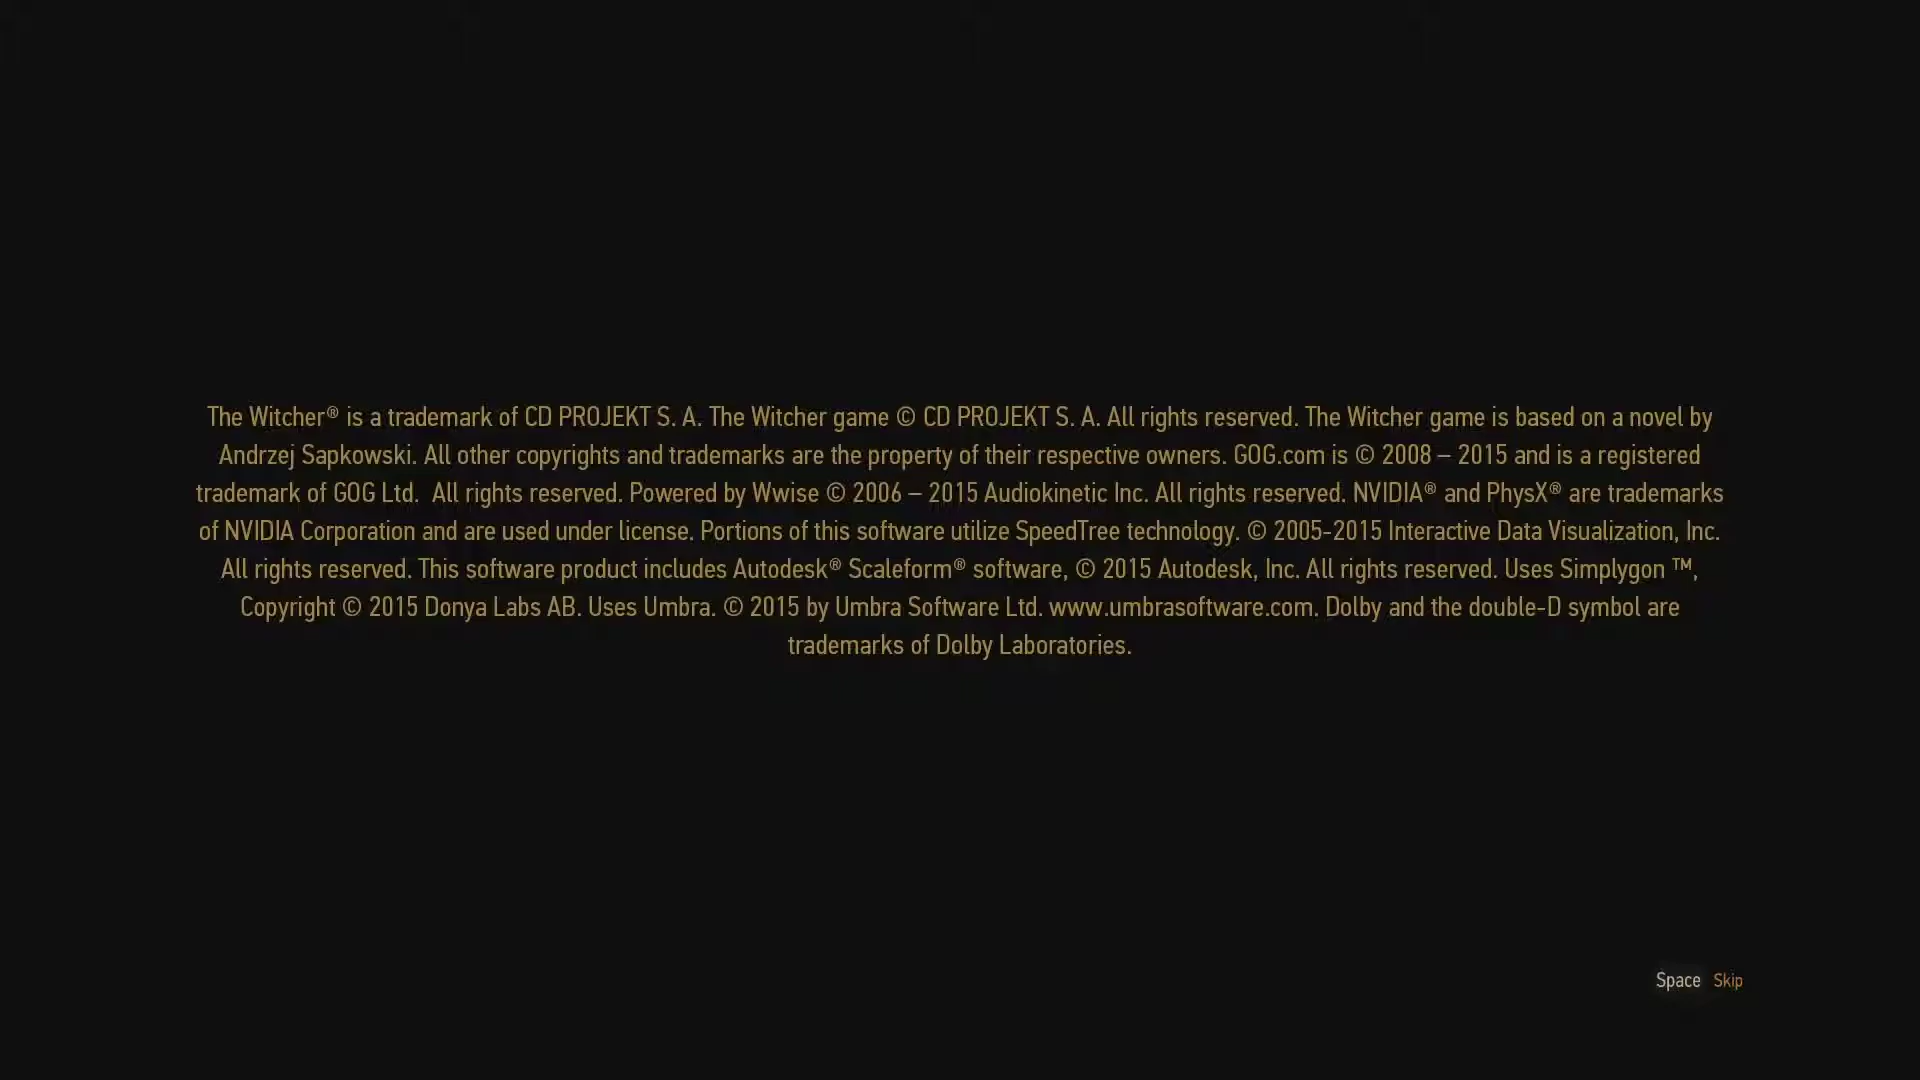 The Witcher® is a trademark of CD PROJEKT S. A. The Witcher game © CD PROJEKT S. A. All rights reserved. The Witcher game is based on a novel by
Andrzej Sapkowski. All other copyrights and trademarks are the property of their respective owners. GOG.com is © 2008 – 2015 and is a registered
trademark of GOG Ltd.  All rights reserved. Powered by Wwise © 2006 – 2015 Audiokinetic Inc. All rights reserved. NVIDIA® and PhysX® are trademarks
of NVIDIA Corporation and are used under license. Portions of this software utilize SpeedTree technology. © 2005-2015 Interactive Data Visualization, Inc.
All rights reserved. This software product includes Autodesk® Scaleform® software, © 2015 Autodesk, Inc. All rights reserved. Uses Simplygon ™,
Copyright © 2015 Donya Labs AB. Uses Umbra. © 2015 by Umbra Software Ltd. www.umbrasoftware.com. Dolby and the double-D symbol are
trademarks of Dolby Laboratories.
Space Skip